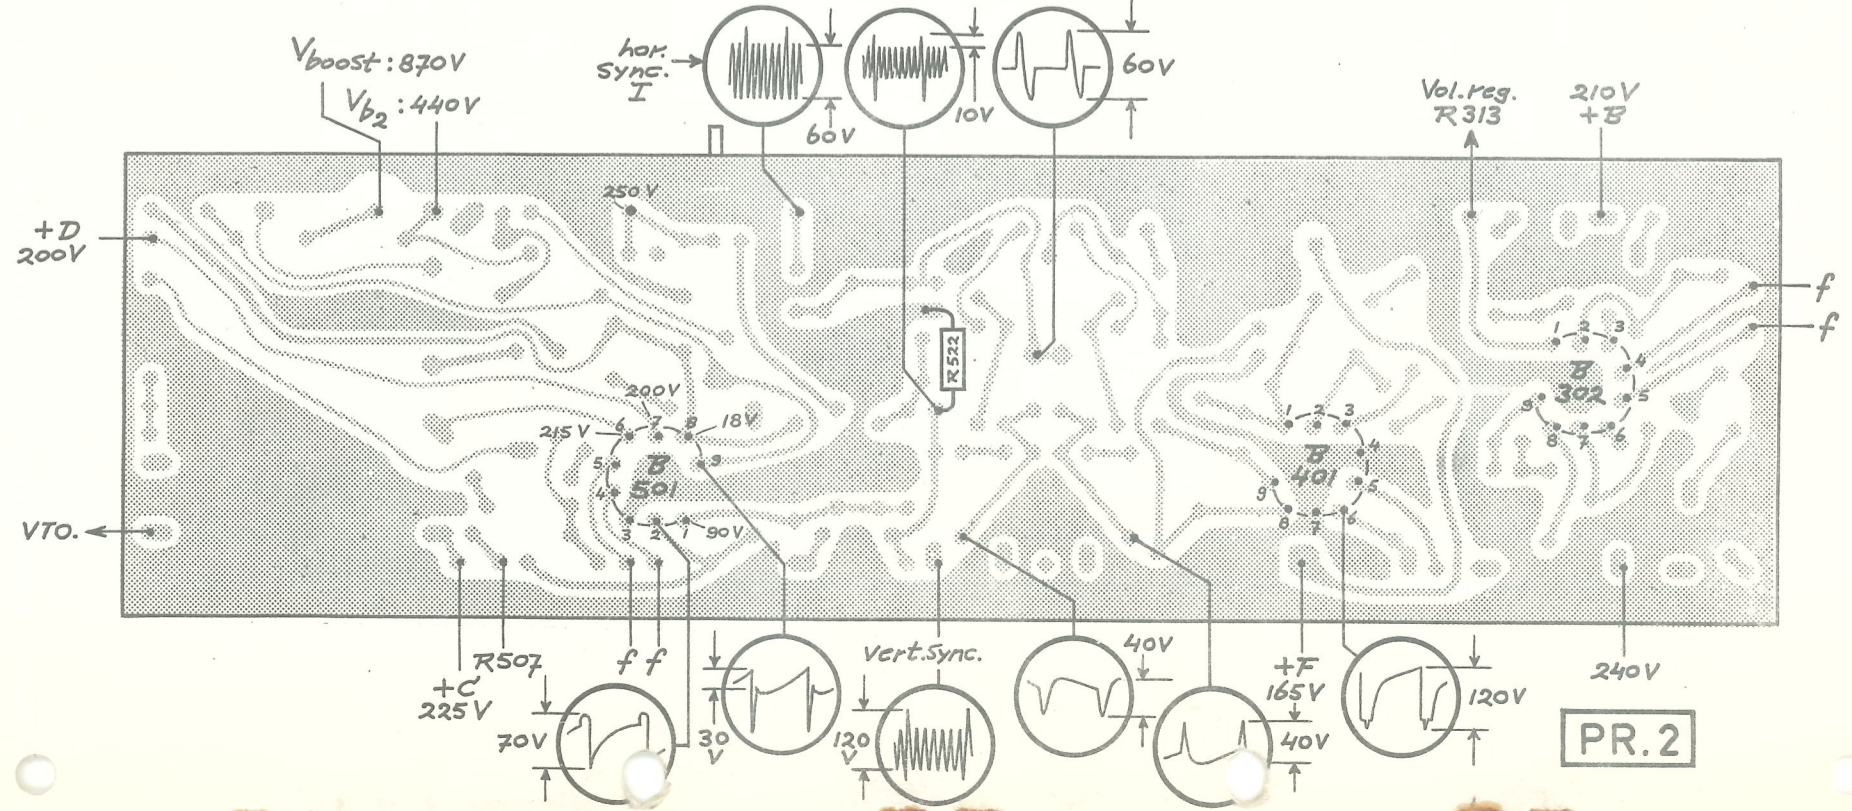 Vboost : 870V
Vb2 : 440V
hor.
sync.
I
60V
10V
60V
Vol.reg.
R313
210V
+B
+D
200V
250V
f
f
R522
1 2 3
4
B
302
5
9
8 7 6
200V
215V
6 7 8
18V
5
B
501
9
4
3 2 1
90V
1 2 3
4
B
401
5
9
8 7 6
VTO.
+C
225V
R507
f f
70V
30
V
Vert.sync.
120
V
40V
+F
165V
40V
120V
240V
PR.2